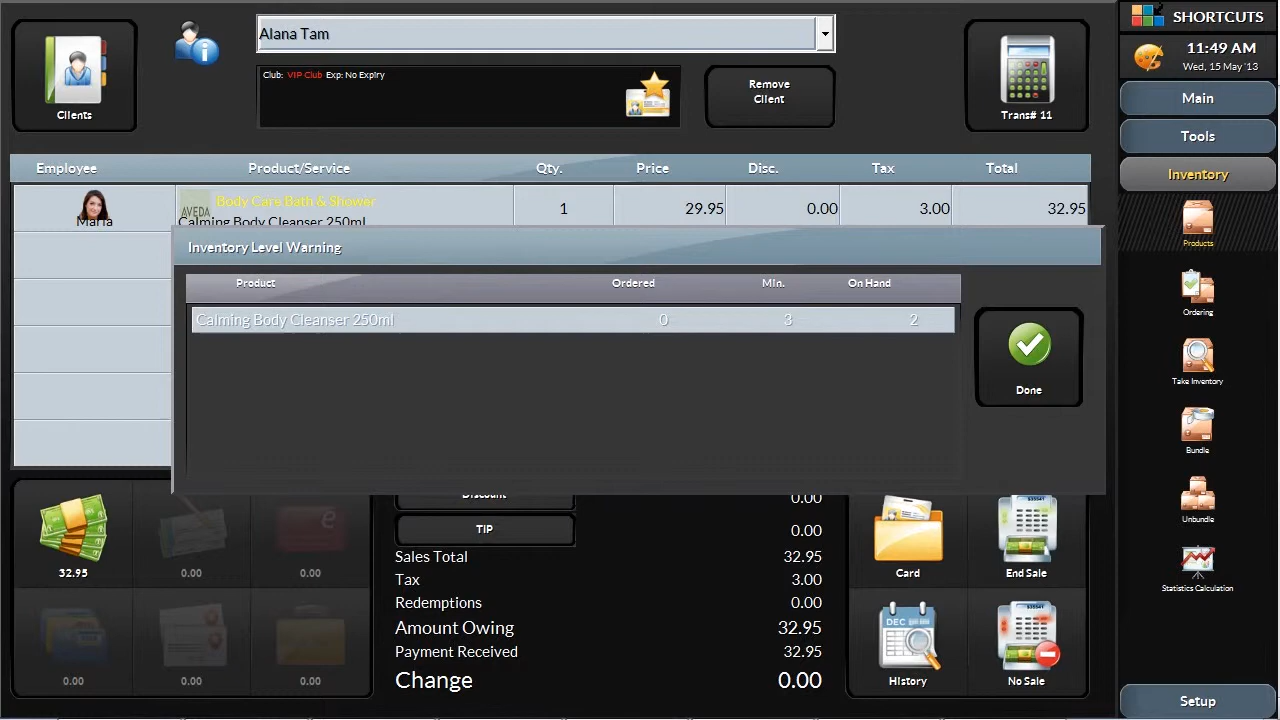 SHORTCUTS
Alana Tam
11:49 AM
Wed, 15 May '13
Club: VIP Club Exp: No Expiry
Remove
Client
Clients
Trans# 11
Main
Tools
Inventory
Employee Product/Service Qty. Price Disc. Tax Total
AVEDA
Body Care Bath & Shower
Maria
Calming Body Cleanser 250ml
1 29.95 0.00 3.00 32.95
Products
Inventory Level Warning
Product Ordered Min. On Hand
Calming Body Cleanser 250ml 0 3 2
Done
Ordering
Take Inventory
Bundle
Unbundle
Statistics Calculation
Discount 0.00
TIP 0.00
Sales Total 32.95
Tax 3.00
Redemptions 0.00
Amount Owing 32.95
Payment Received 32.95
Change 0.00
32.95 0.00 0.00
0.00 0.00 0.00
Card End Sale
DEC
History No Sale
Setup